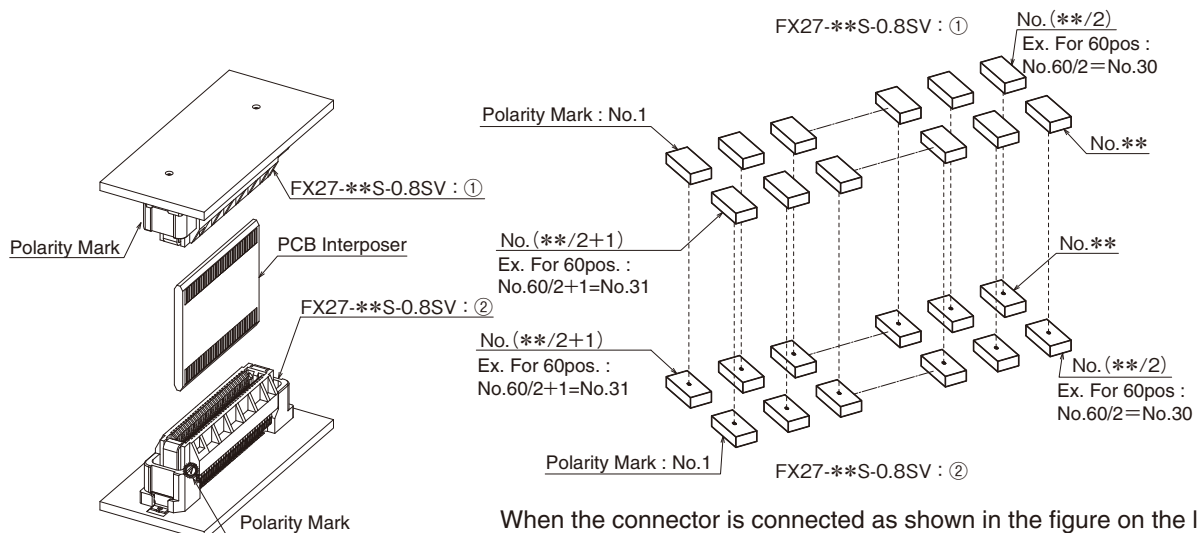 FX27-**S-0.8SV : ①
No.(**/2)
Ex. For 60pos :
No.60/2=No.30
Polarity Mark : No.1
No.**
FX27-**S-0.8SV : ①
Polarity Mark
PCB Interposer
No.(**/2+1)
Ex. For 60pos. :
No.60/2+1=No.31
No.**
FX27-**S-0.8SV : ②
No.(**/2+1)
Ex. For 60pos. :
No.60/2+1=No.31
No.(**/2)
Ex. For 60pos :
No.60/2=No.30
Polarity Mark : No.1
FX27-**S-0.8SV : ②
Polarity Mark
When the connector is connected as shown in the figure on the